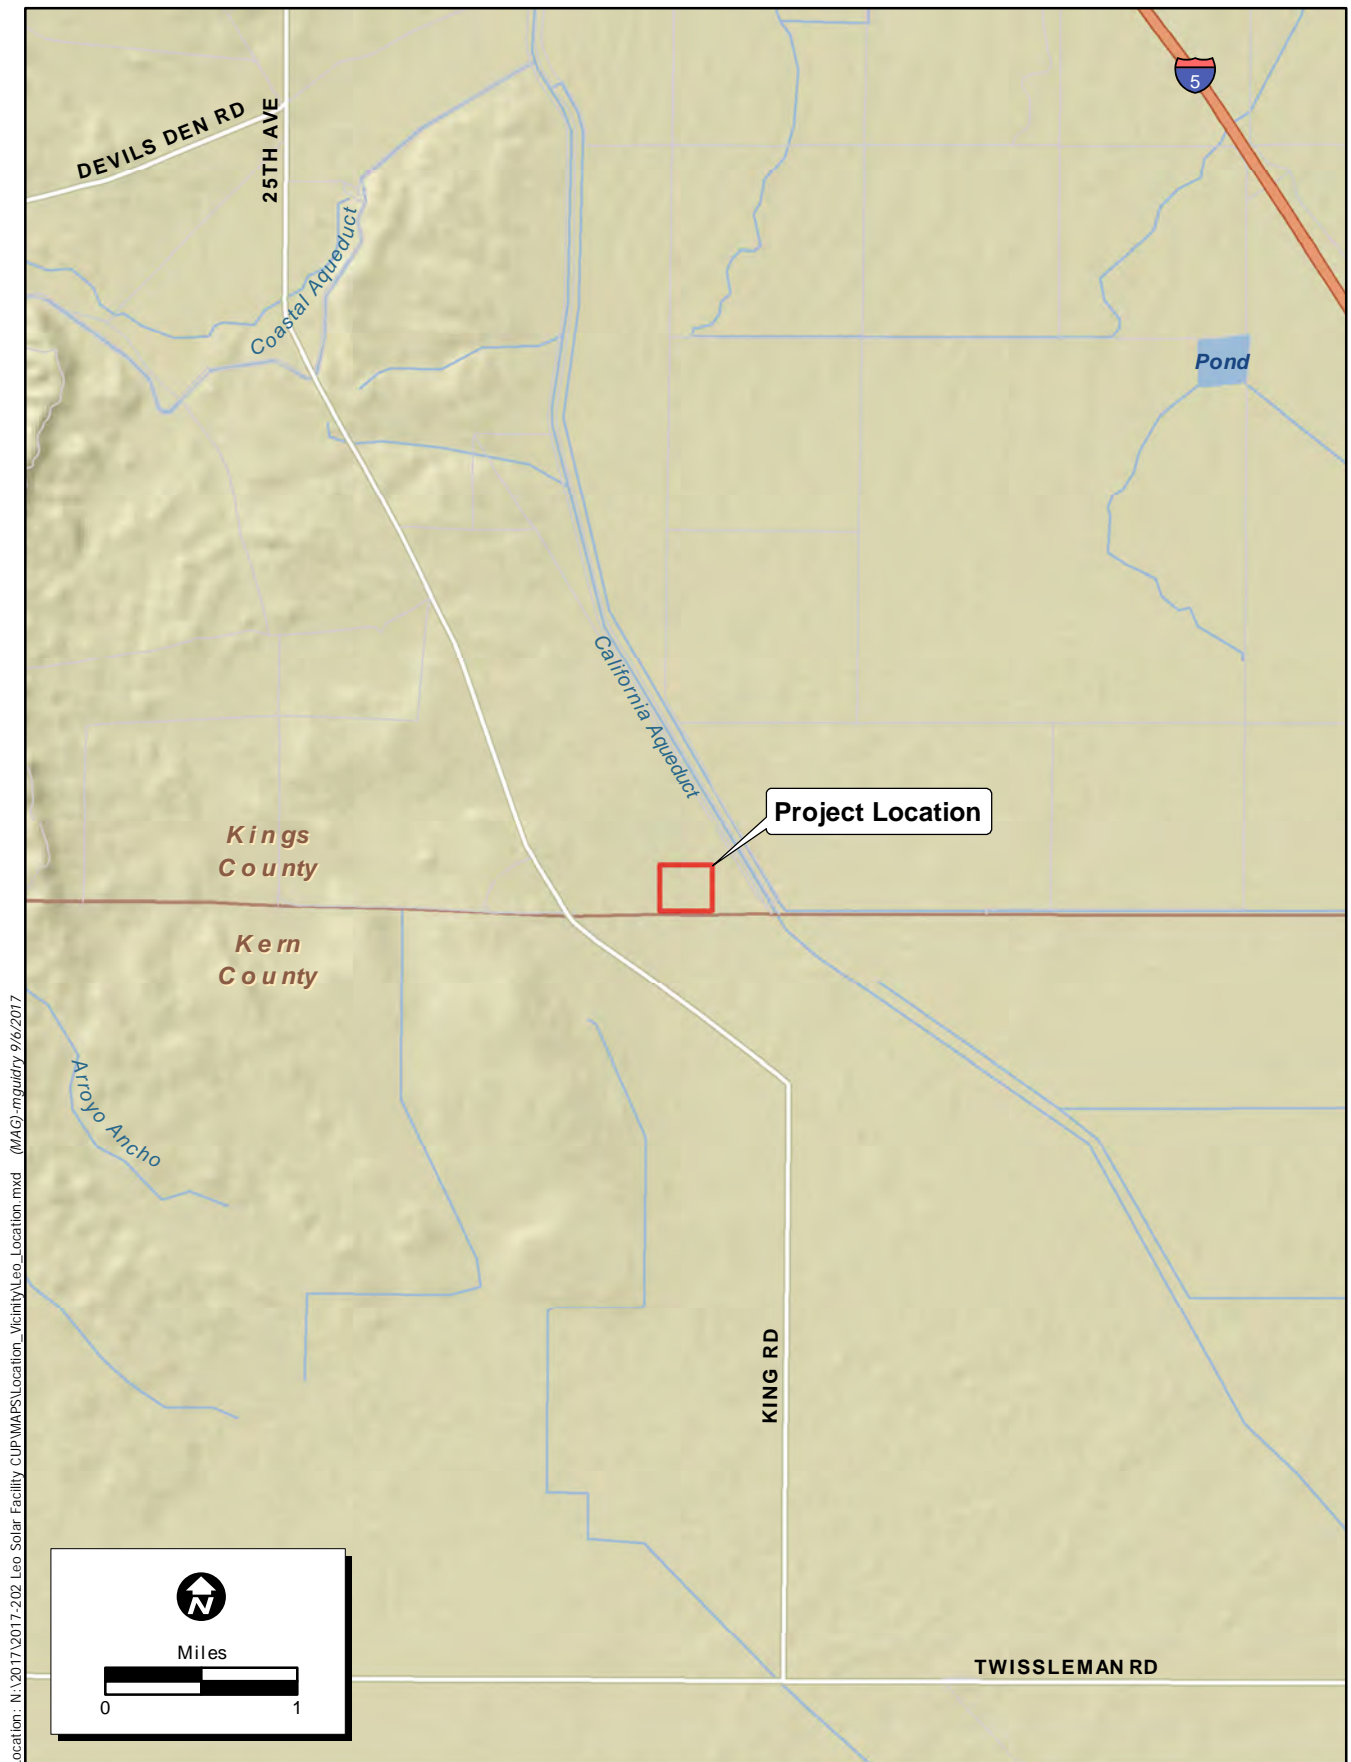 5
DEVILS DEN RD
25TH AVE
Coastal Aqueduct
Pond
California Aqueduct
Project Location
Kings
County
Kern
County
Arroyo Ancho
KING RD
TWISSLEMAN RD
N
Miles
0 1
ocation: N:\2017\2017-202 Leo Solar Facility CUP\MAPS\Location_Vicinity\Leo_Location.mxd (MAG)-mguidry 9/6/2017